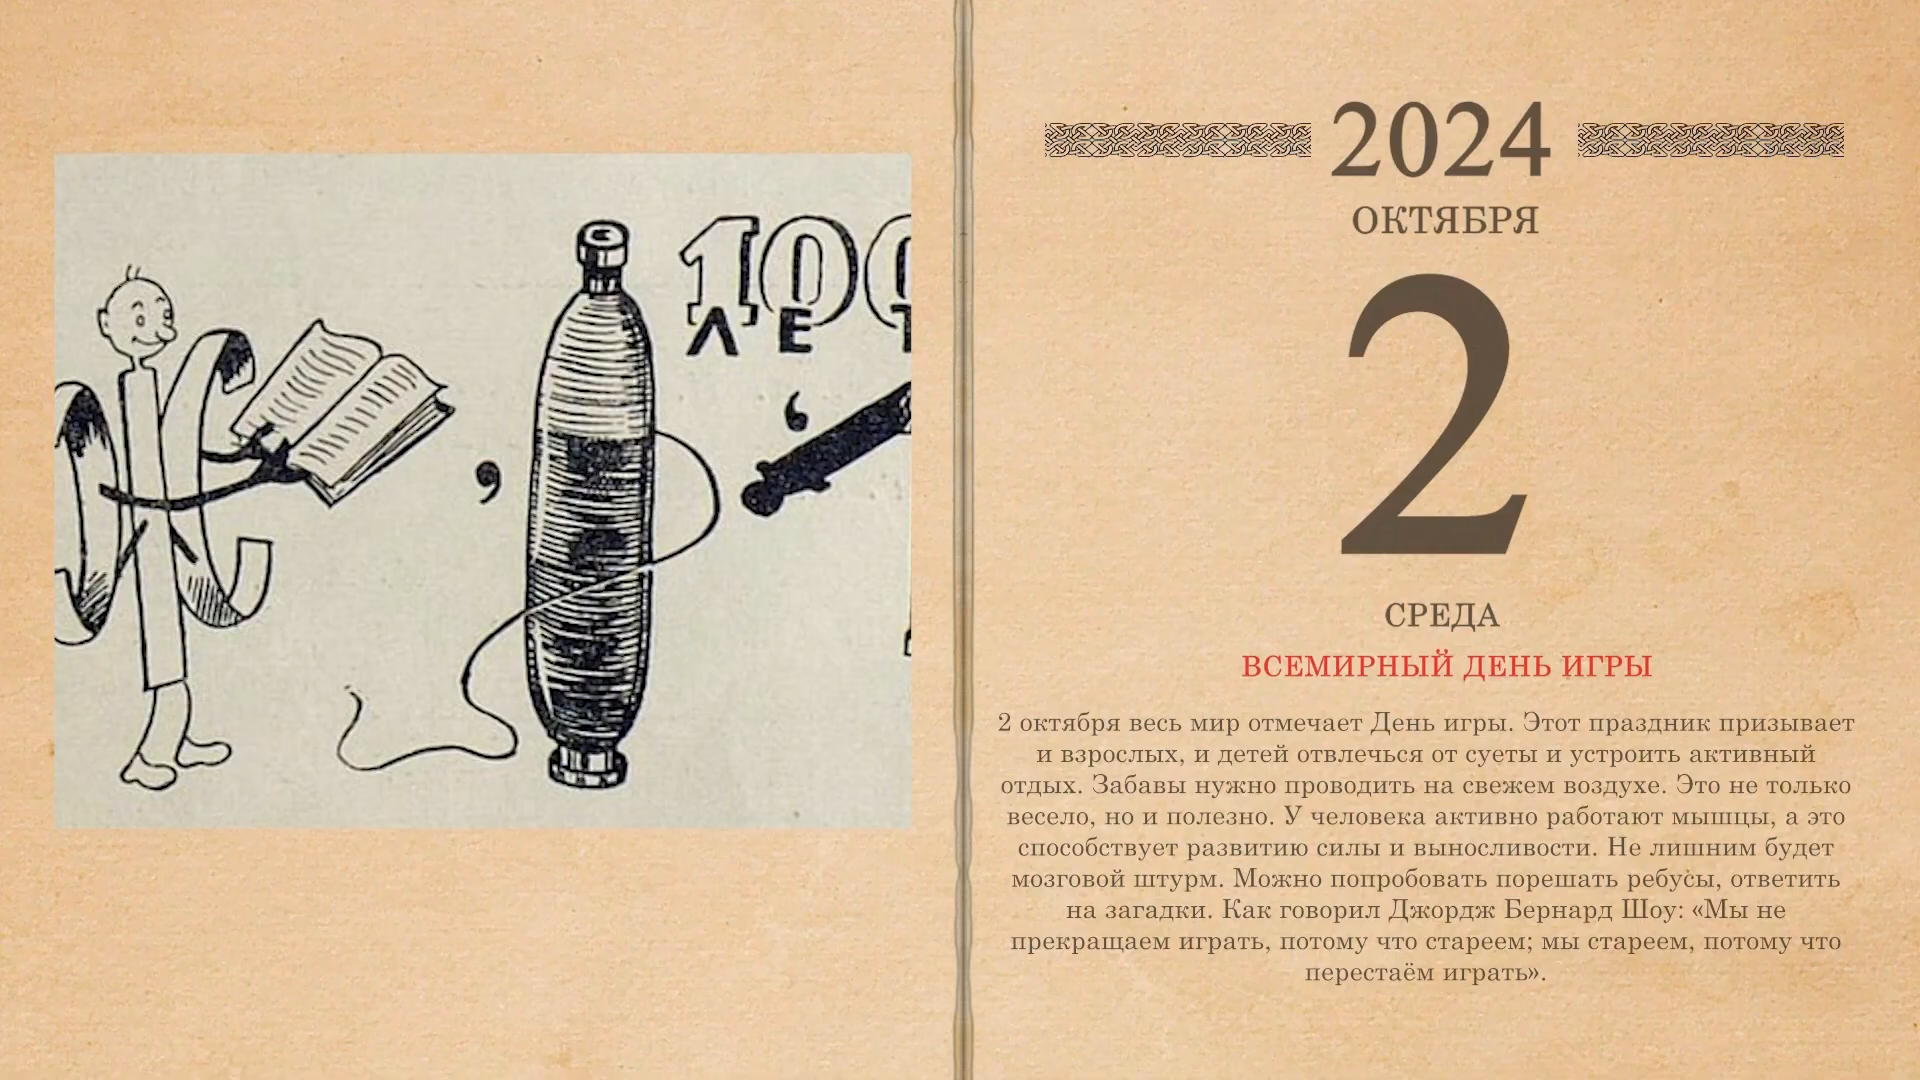 100
ЛЕТ
,
‘
2024
ОКТЯБРЯ
2
СРЕДА
ВСЕМИРНЫЙ ДЕНЬ ИГРЫ
2 октября весь мир отмечает День игры. Этот праздник призывает
и взрослых, и детей отвлечься от суеты и устроить активный
отдых. Забавы нужно проводить на свежем воздухе. Это не только
весело, но и полезно. У человека активно работают мышцы, а это
способствует развитию силы и выносливости. Не лишним будет
мозговой штурм. Можно попробовать порешать ребусы, ответить
на загадки. Как говорил Джордж Бернард Шоу: «Мы не
прекращаем играть, потому что стареем; мы стареем, потому что
перестаём играть».